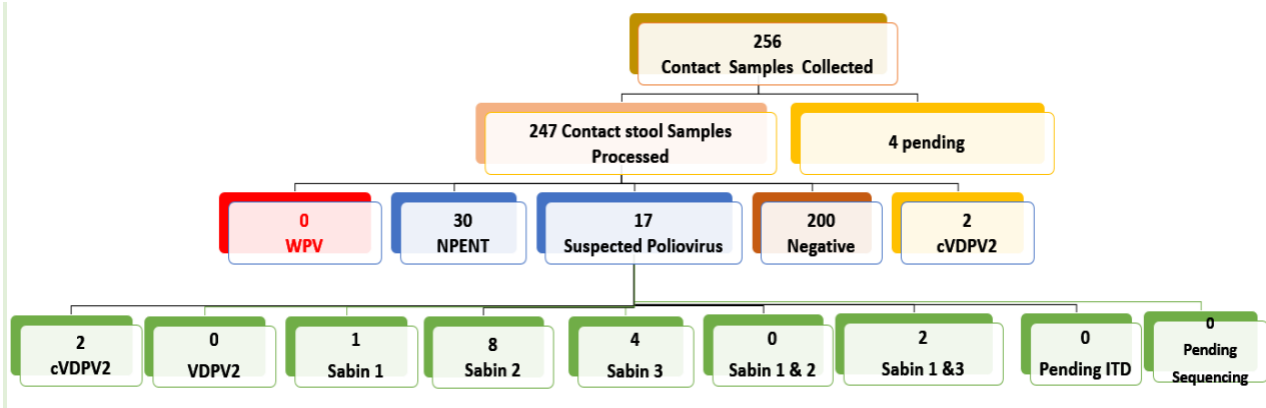 256
Contact Samples Collected
247 Contact stool Samples
Processed
4 pending
0
WPV
30
NPENT
17
Suspected Poliovirus
200
Negative
2
cVDPV2
2
cVDPV2
0
VDPV2
1
Sabin 1
8
Sabin 2
4
Sabin 3
0
Sabin 1 & 2
2
Sabin 1 &3
0
Pending ITD
0
Pending
Sequencing